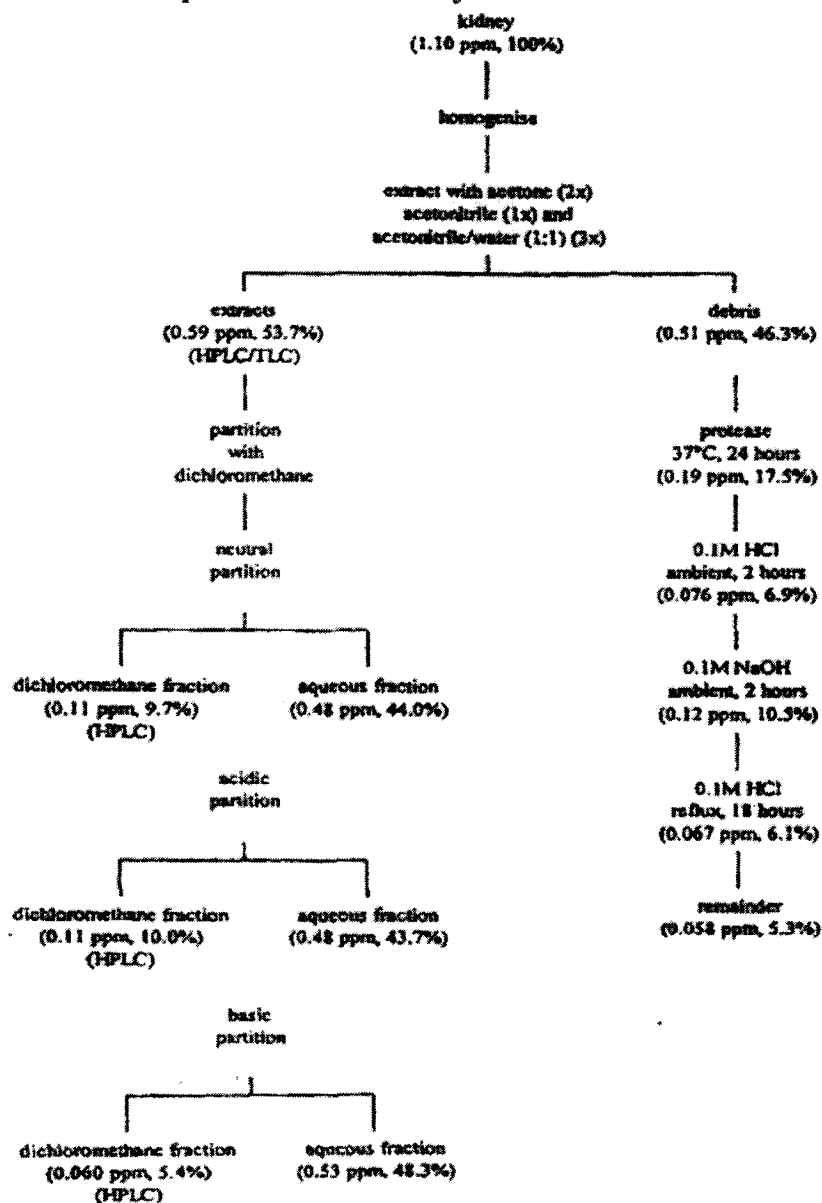 kidney
(1.10 ppm, 100%)
homogenise
extract with acetone (2x)
acetonitrile (1x) and
acetonitrile/water (1:1) (3x)
extracts
(0.59 ppm, 53.7%)
(HPLC/TLC)
debris
(0.51 ppm, 46.3%)
partition
with
dichloromethane
protease
37°C, 24 hours
(0.19 ppm, 17.5%)
neutral
partition
0.1M HCl
ambient, 2 hours
(0.076 ppm, 6.9%)
dichloromethane fraction
(0.11 ppm, 9.7%)
(HPLC)
aqueous fraction
(0.48 ppm, 44.0%)
0.1M NaOH
ambient, 2 hours
(0.12 ppm, 10.5%)
acidic
partition
0.1M HCl
reflux, 18 hours
(0.067 ppm, 6.1%)
dichloromethane fraction
(0.11 ppm, 10.0%)
(HPLC)
aqueous fraction
(0.48 ppm, 43.7%)
remainder
(0.058 ppm, 5.3%)
basic
partition
dichloromethane fraction
(0.060 ppm, 5.4%)
(HPLC)
aqueous fraction
(0.53 ppm, 48.3%)